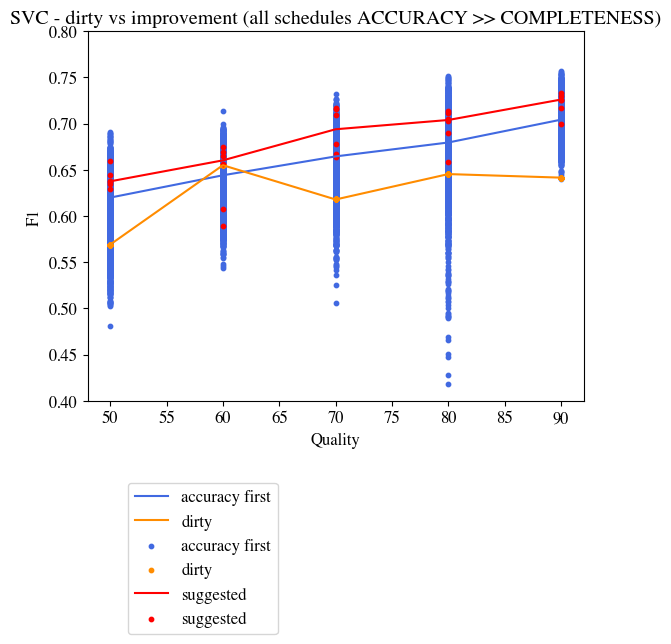 SVC - dirty vs improvement (all schedules ACCURACY >> COMPLETENESS)
0.80
0.75
0.70
0.65
0.60
0.55
0.50
0.45
0.40
F1
50 55 60 65 70 75 80 85 90
Quality
accuracy first
dirty
accuracy first
dirty
suggested
suggested